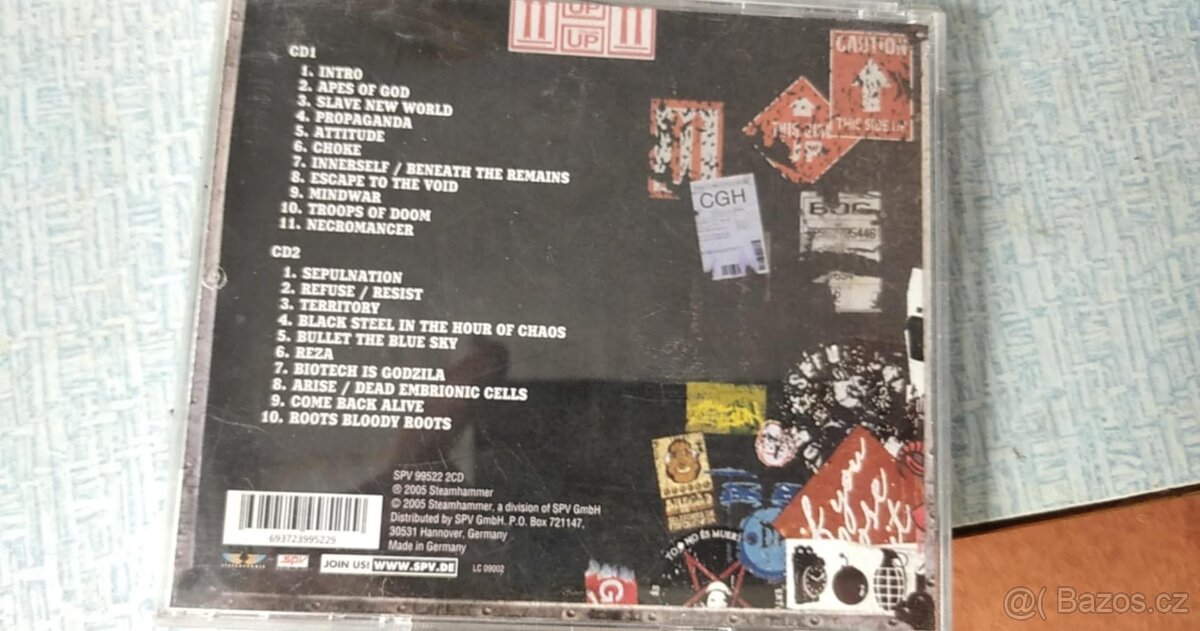 UP
UP
CAUTION
THIS SIDE UP
THIS SIDE
UP
CGH
CD1
1. INTRO
2. APES OF GOD
3. SLAVE NEW WORLD
4. PROPAGANDA
5. ATTITUDE
6. CHOKE
7. INNERSELF / BENEATH THE REMAINS
8. ESCAPE TO THE VOID
9. MINDWAR
10. TROOPS OF DOOM
11. NECROMANCER
CD2
1. SEPULNATION
2. REFUSE / RESIST
3. TERRITORY
4. BLACK STEEL IN THE HOUR OF CHAOS
5. BULLET THE BLUE SKY
6. REZA
7. BIOTECH IS GODZILA
8. ARISE / DEAD EMBRIONIC CELLS
9. COME BACK ALIVE
10. ROOTS BLOODY ROOTS
SPV 99522 2CD
℗ 2005 Steamhammer
© 2005 Steamhammer, a division of SPV GmbH
Distributed by SPV GmbH. P.O. Box 721147,
30531 Hannover, Germany
Made in Germany
693723995229
spv
JOIN US! WWW.SPV.DE
LC 09002
@( Bazos.cz